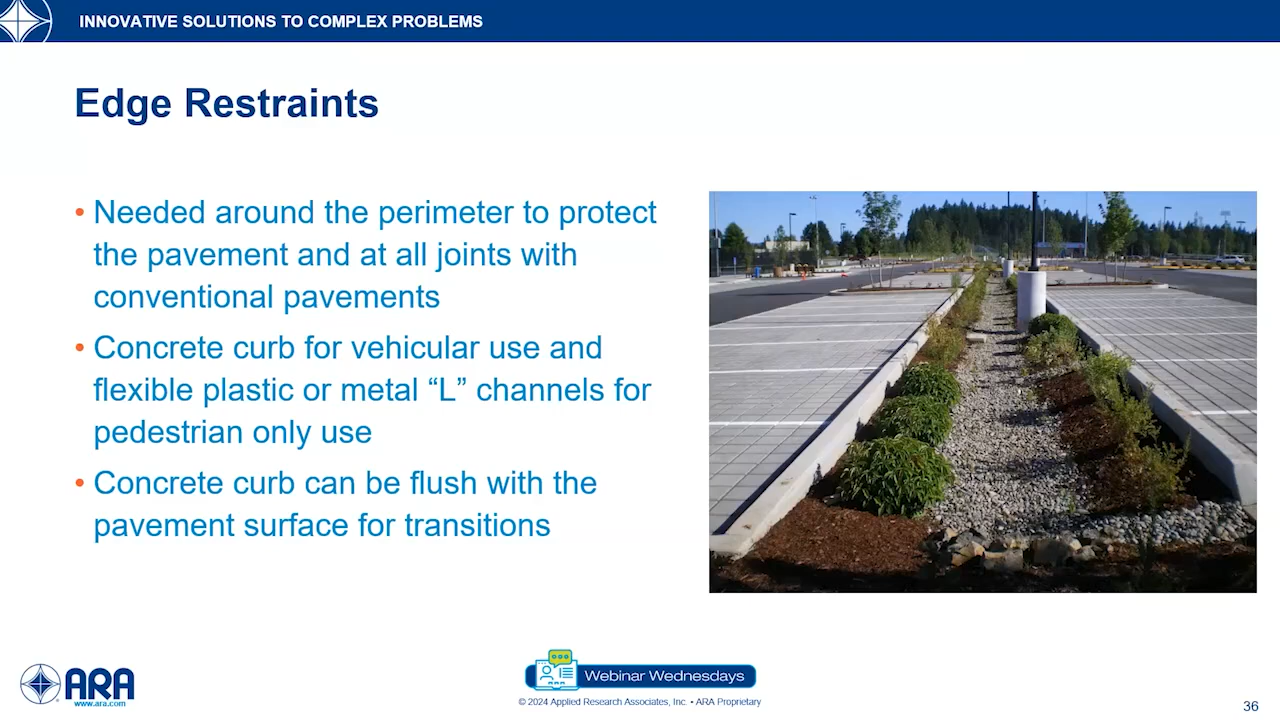 INNOVATIVE SOLUTIONS TO COMPLEX PROBLEMS
Edge Restraints
• Needed around the perimeter to protect
the pavement and at all joints with
conventional pavements
• Concrete curb for vehicular use and
flexible plastic or metal “L” channels for
pedestrian only use
• Concrete curb can be flush with the
pavement surface for transitions
ARA
www.ara.com
Webinar Wednesdays
© 2024 Applied Research Associates, Inc. • ARA Proprietary
36